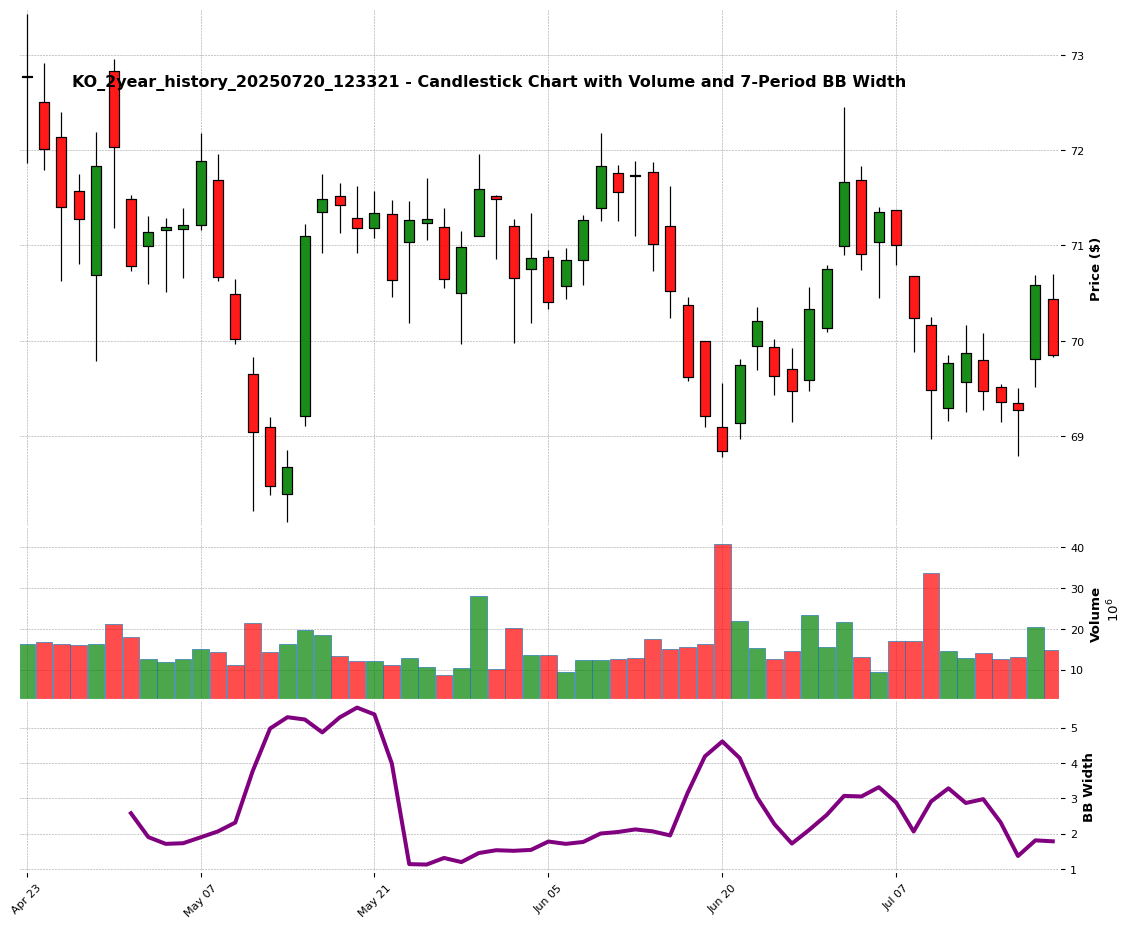 KO_2year_history_20250720_123321 - Candlestick Chart with Volume and 7-Period BB Width
73
72
71
70
69
Price ($)
40
30
20
10
Volume
10^6
5
4
3
2
1
BB Width
Apr 23
May 07
May 21
Jun 05
Jun 20
Jul 07